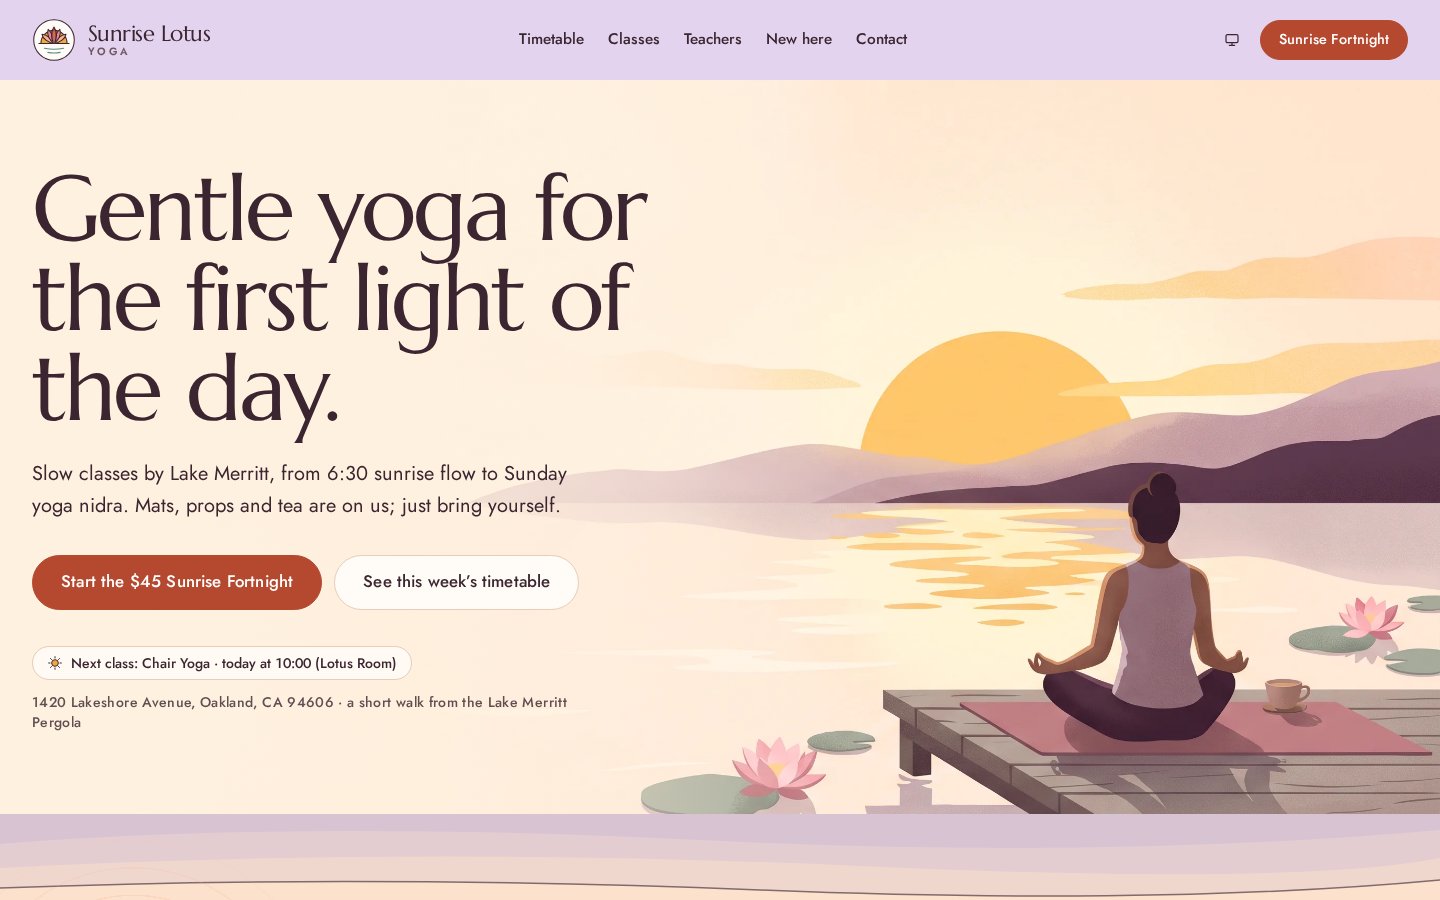 Sunrise Lotus
YOGA
Timetable
Classes
Teachers
New here
Contact
Sunrise Fortnight
Gentle yoga for
the first light of
the day.
Slow classes by Lake Merritt, from 6:30 sunrise flow to Sunday
yoga nidra. Mats, props and tea are on us; just bring yourself.
Start the $45 Sunrise Fortnight
See this week’s timetable
Next class: Chair Yoga · today at 10:00 (Lotus Room)
1420 Lakeshore Avenue, Oakland, CA 94606 · a short walk from the Lake Merritt
Pergola